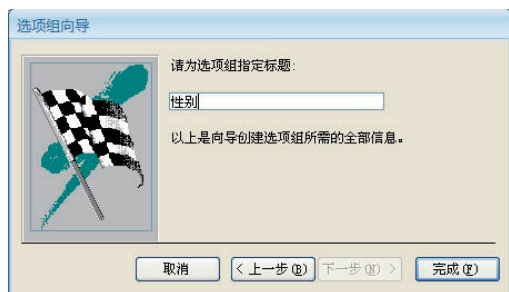 选项组向导
请为选项组指定标题:
性别
以上是向导创建选项组所需的全部信息。
取消
< 上一步(B)
下一步(N) >
完成(F)